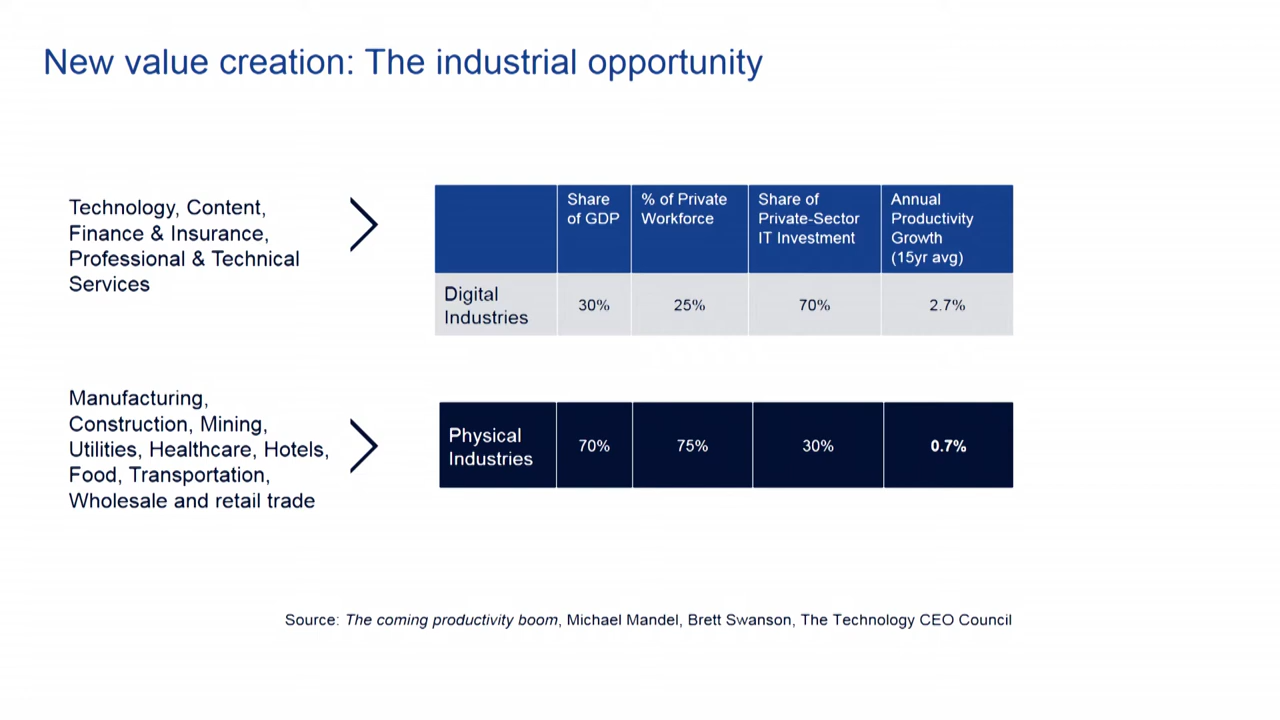 New value creation: The industrial opportunity
Technology, Content,
Finance & Insurance,
Professional & Technical
Services
Share
of GDP
% of Private
Workforce
Share of
Private-Sector
IT Investment
Annual
Productivity
Growth
(15yr avg)
Digital
Industries
30%
25%
70%
2.7%
Manufacturing,
Construction, Mining,
Utilities, Healthcare, Hotels,
Food, Transportation,
Wholesale and retail trade
Physical
Industries
70%
75%
30%
0.7%
Source: The coming productivity boom, Michael Mandel, Brett Swanson, The Technology CEO Council